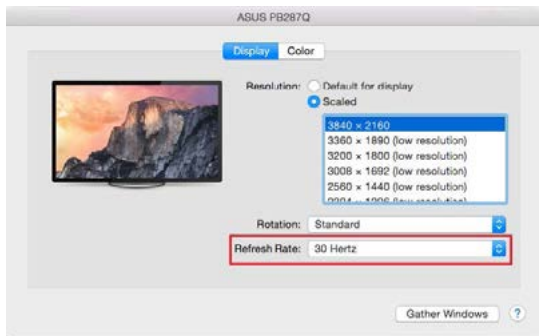 ASUS PB287Q
Display Color
Resolution: Default for display
Scaled
3840 × 2160
3360 × 1890 (low resolution)
3200 × 1800 (low resolution)
3008 × 1692 (low resolution)
2560 × 1440 (low resolution)
Rotation: Standard
Refresh Rate: 30 Hertz
Gather Windows ?